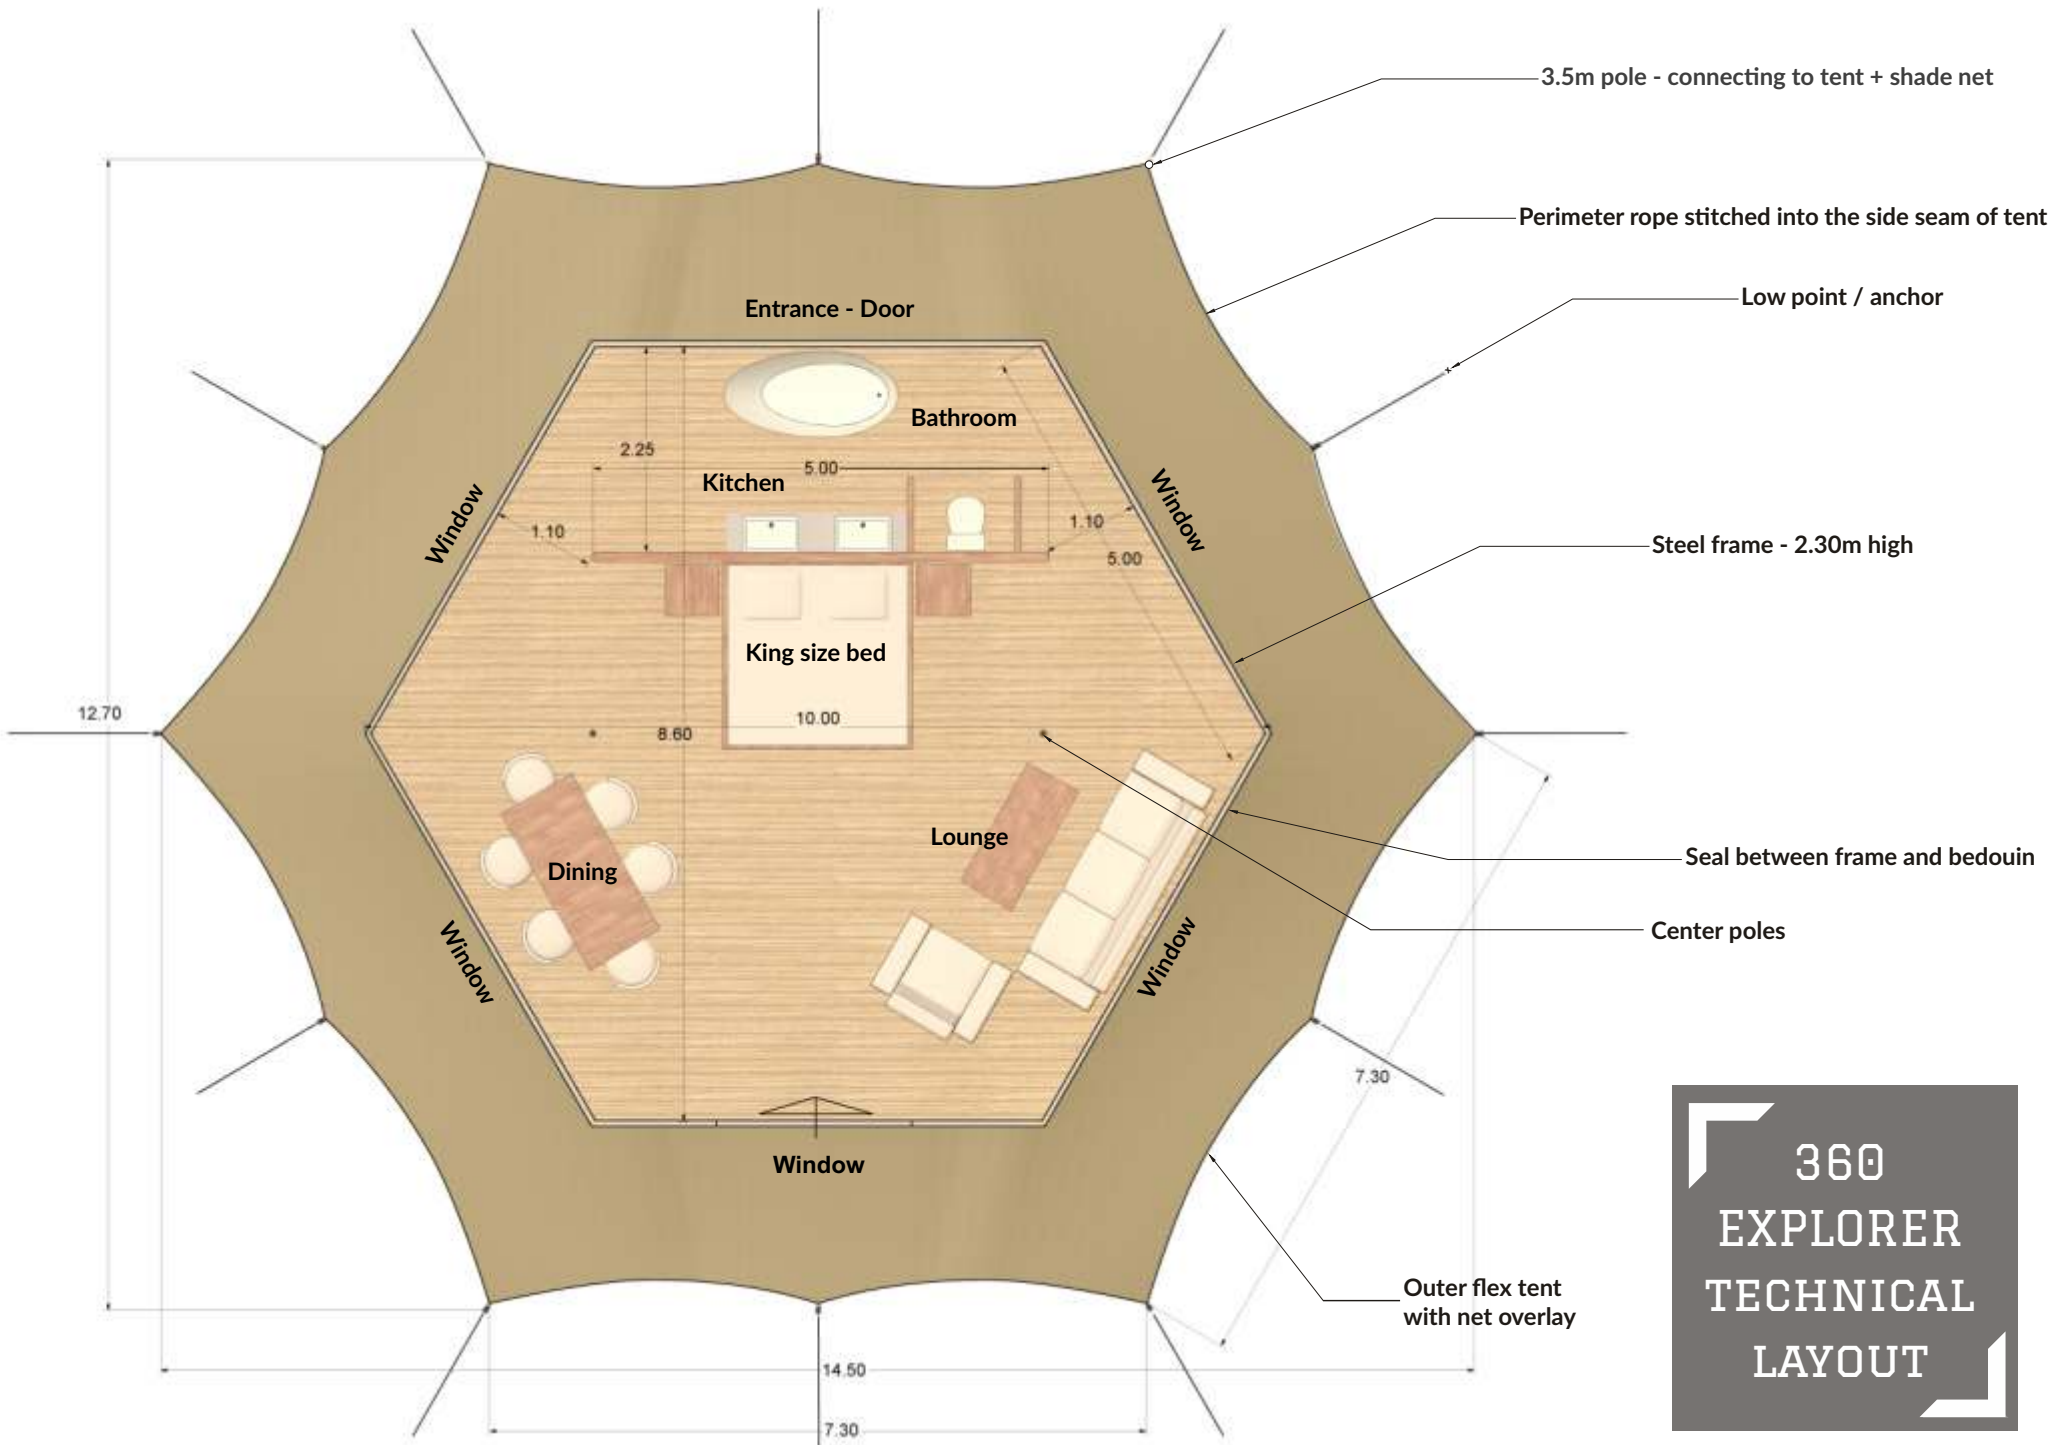 3.5m pole - connecting to tent + shade net
Perimeter rope stitched into the side seam of tent
Low point / anchor
Entrance - Door
Bathroom
2.25
5.00
Kitchen
Window
Window
1.10
1.10
5.00
Steel frame - 2.30m high
King size bed
12.70
10.00
8.60
Lounge
Dining
Seal between frame and bedouin
Center poles
Window
Window
7.30
Window
Outer flex tent
with net overlay
14.50
7.30
360
EXPLORER
TECHNICAL
LAYOUT